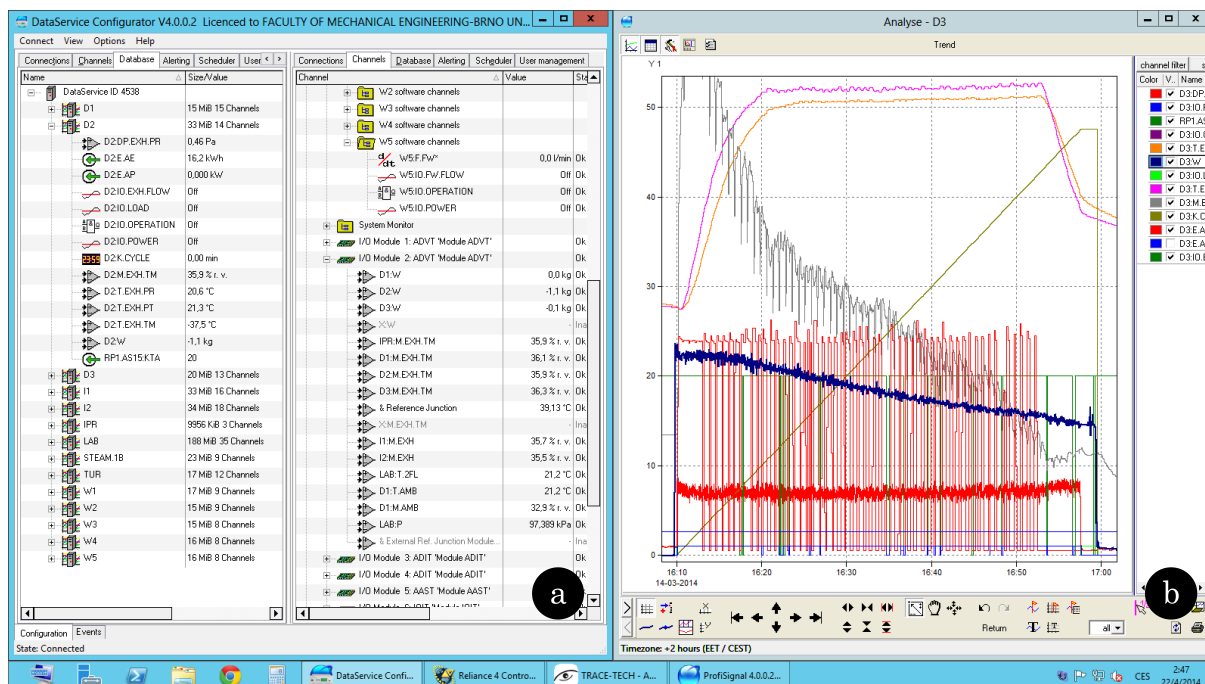 DataService Configurator V4.0.0.2 Licenced to FACULTY OF MECHANICAL ENGINEERING-BRNO UN...
Connect View Options Help
Connections Channels Database Alerting Scheduler User
Name Size/Value
DataService ID 4538
D1 15 MiB 15 Channels
D2 33 MiB 14 Channels
D2:DP.EXH.PR 0,46 Pa
D2:E.AE 16,2 kWh
D2:E.AP 0,000 kW
D2:IO.EXH.FLOW Off
D2:IO.LOAD Off
D2:IO.OPERATION Off
D2:IO.POWER Off
D2:K.CYCLE 0,00 min
D2:M.EXH.TM 35,9 % r. v.
D2:T.EXH.PR 20,6 °C
D2:T.EXH.PT 21,3 °C
D2:T.EXH.TM -37,5 °C
D2:W -1,1 kg
RP1.AS15:KTA 20
D3 20 MiB 13 Channels
I1 33 MiB 16 Channels
I2 34 MiB 18 Channels
IPR 9956 KiB 3 Channels
LAB 188 MiB 35 Channels
STEAM.1B 23 MiB 9 Channels
TUR 17 MiB 12 Channels
W1 17 MiB 9 Channels
W2 15 MiB 9 Channels
W3 15 MiB 8 Channels
W4 16 MiB 8 Channels
W5 16 MiB 8 Channels
Configuration Events
State: Connected
Connections Channels Database Alerting Scheduler User management
Channel Value Sta
W2 software channels
W3 software channels
W4 software channels
W5 software channels
d/dt W5:F.FW* 0,0 l/min Ok
W5:IO.FW.FLOW Off Ok
W5:IO.OPERATION Off Ok
W5:IO.POWER Off Ok
System Monitor
I/O Module 1: ADVT 'Module ADVT' Ok
I/O Module 2: ADVT 'Module ADVT' Ok
D1:W 0,0 kg Ok
D2:W -1,1 kg Ok
D3:W -0,1 kg Ok
X:W - Ina
IPR:M.EXH.TM 35,9 % r. v. Ok
D1:M.EXH.TM 36,1 % r. v. Ok
D2:M.EXH.TM 35,9 % r. v. Ok
D3:M.EXH.TM 36,3 % r. v. Ok
& Reference Junction 39,13 °C Ok
X:M.EXH.TM - Ina
I1:M.EXH 35,7 % r. v. Ok
I2:M.EXH 35,5 % r. v. Ok
LAB:T.2FL 21,2 °C Ok
D1:T.AMB 21,2 °C Ok
D1:M.AMB 32,9 % r. v. Ok
LAB:P 97,389 kPa Ok
& External Ref. Junction Module... - Ina
I/O Module 3: ADIT 'Module ADIT' Ok
I/O Module 4: ADIT 'Module ADIT' Ok
I/O Module 5: AAST 'Module AAST' Ok
a
Analyse - D3
Trend
Y 1
50
40
30
20
10
0
16:10 16:20 16:30 16:40 16:50 17:00
14-03-2014
channel filter s
Color V.. Name
D3:DP.
D3:IO.F
RP1.AS
D3:IO.O
D3:T.E
D3:W
D3:IO.L
D3:T.E
D3:M.E
D3:K.C
D3:E.A
D3:E.A
D3:IO.E
b
Return all
Timezone: +2 hours (EET / CEST)
DataService Confi... Reliance 4 Contro... TRACE-TECH - A... ProfiSignal 4.0.0.2... CES 2:47
22/4/2014